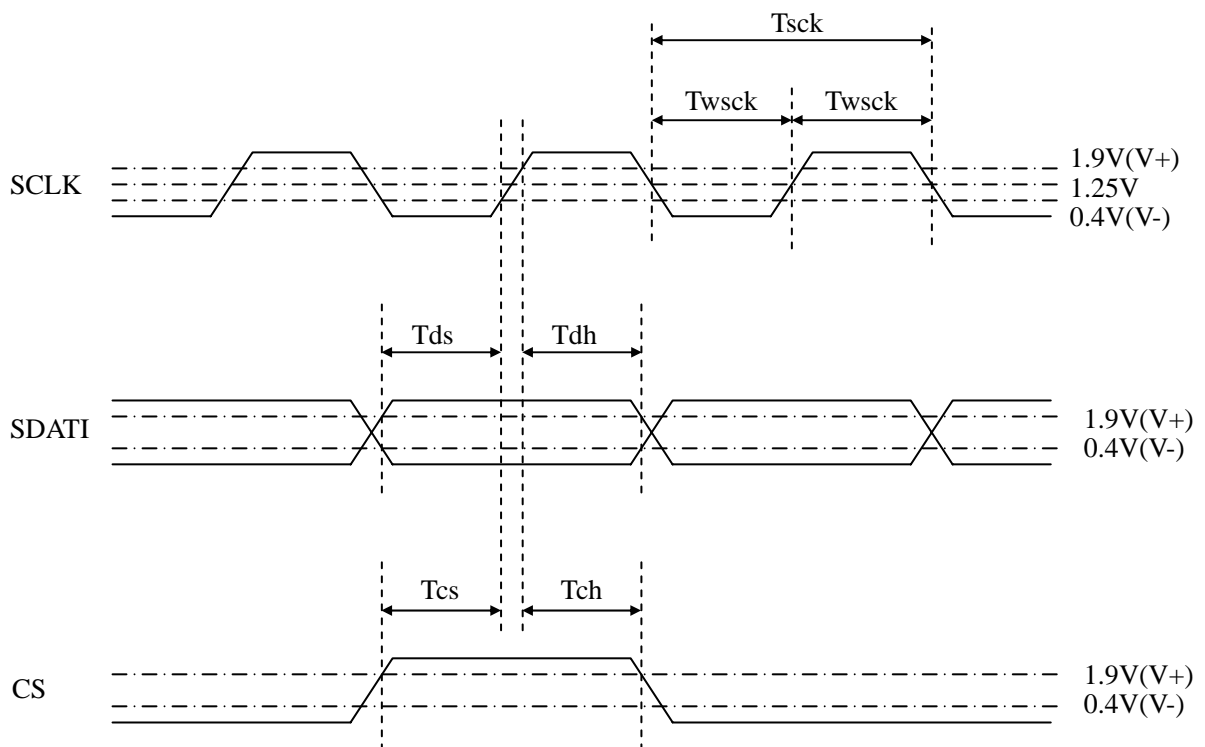 Tsck
Twsck Twsck
SCLK
1.9V(V+)
1.25V
0.4V(V-)
Tds Tdh
SDATI
1.9V(V+)
0.4V(V-)
Tcs Tch
CS
1.9V(V+)
0.4V(V-)